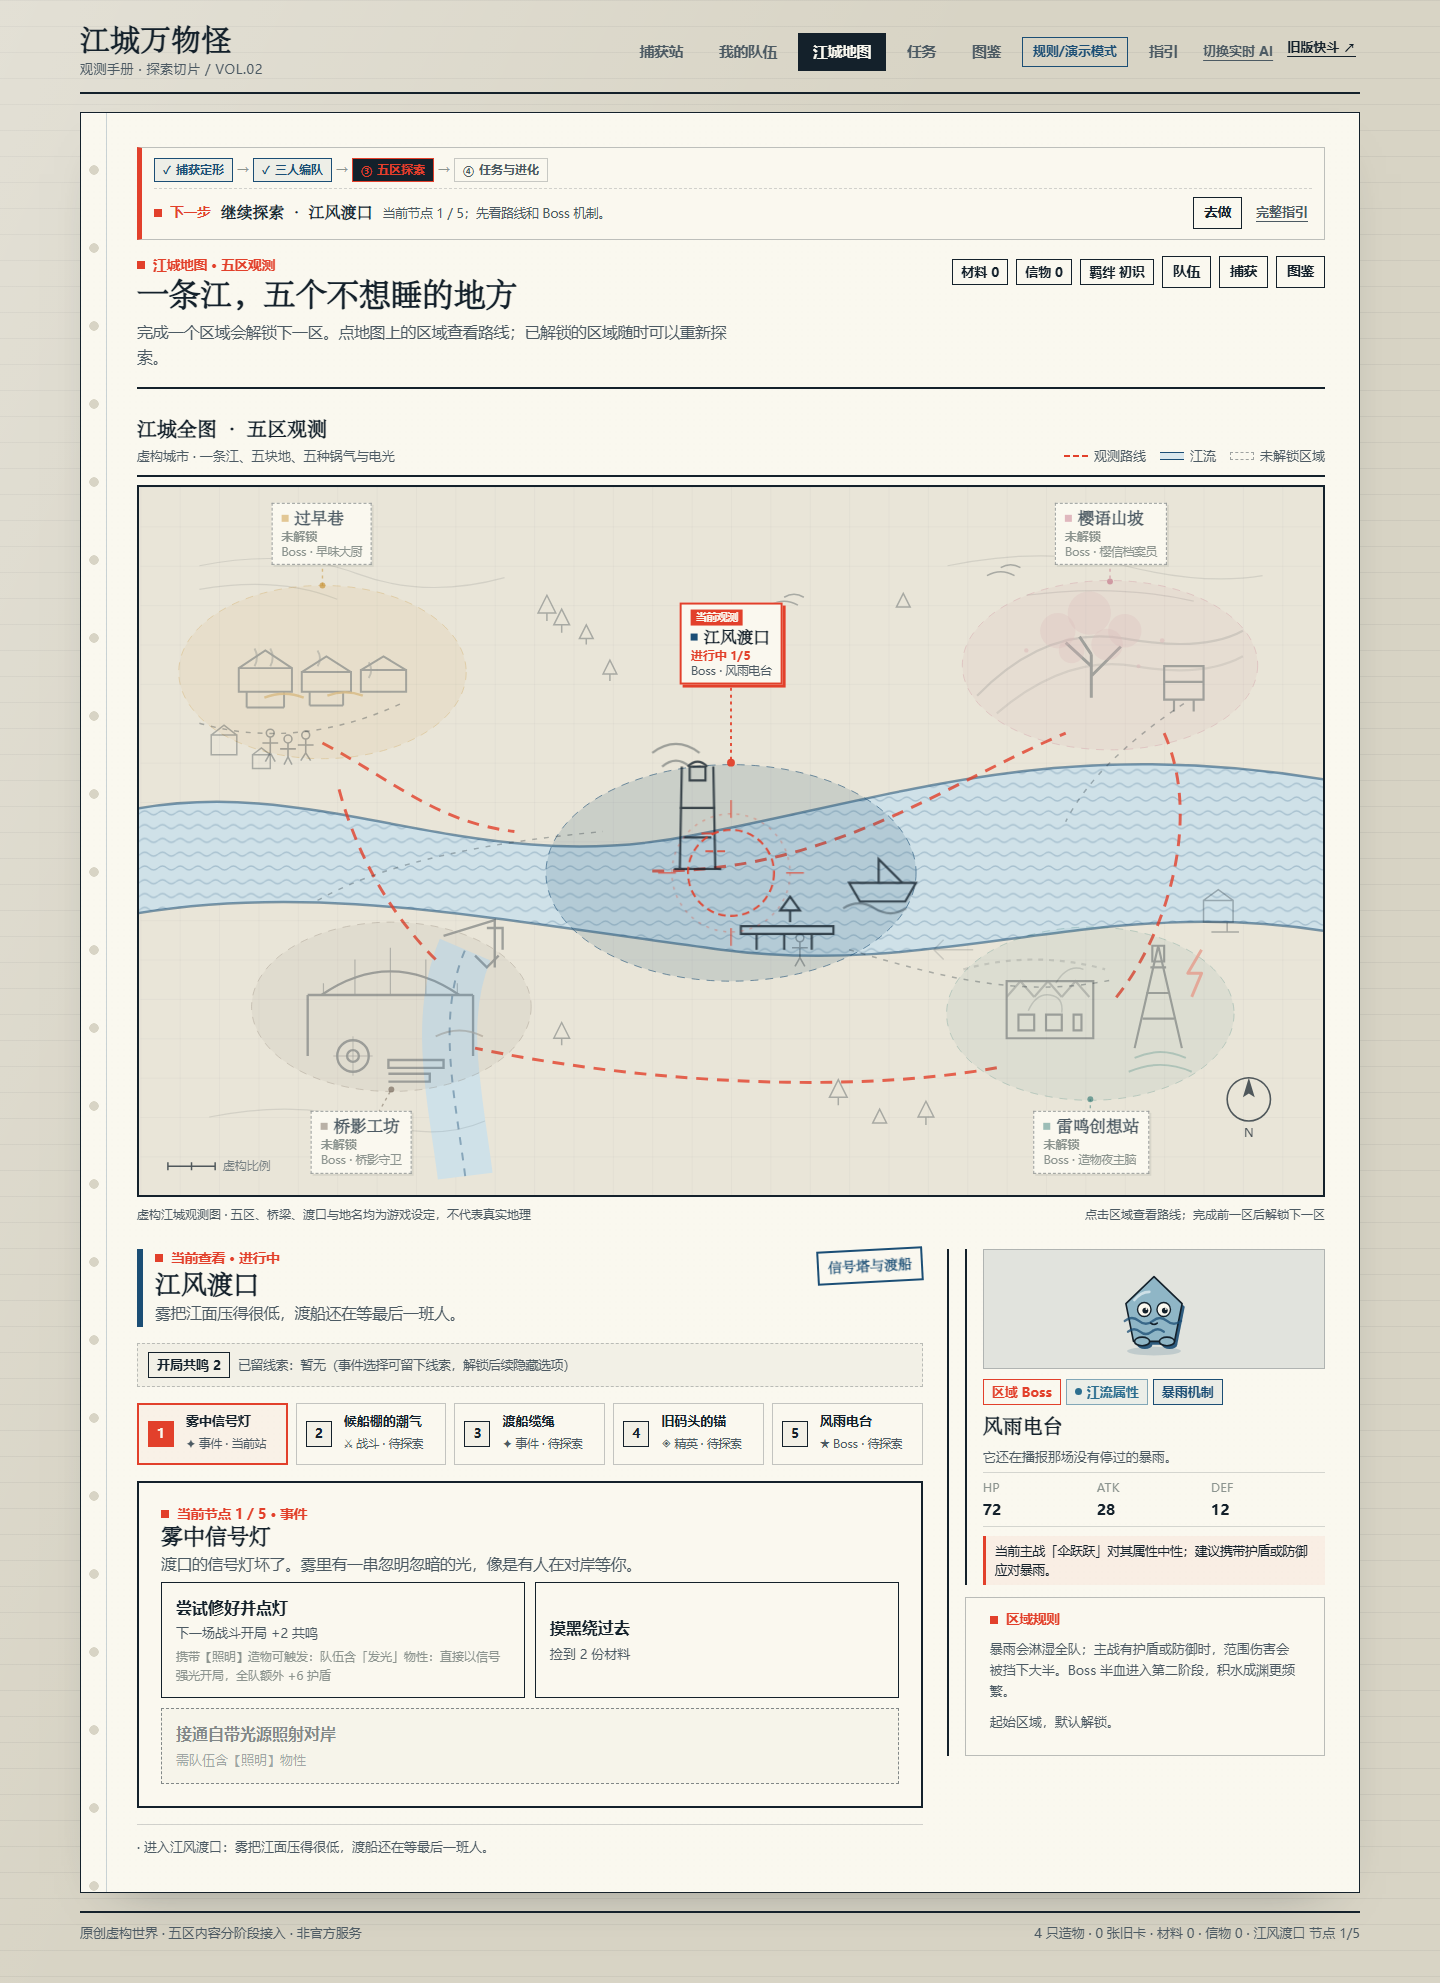 江城万物怪
观测手册 · 探索切片 / VOL.02
捕获站
我的队伍
江城地图
任务
图鉴
规则/演示模式
指引
切换实时 AI
旧版快斗 ↗
✓ 捕获定形 → ✓ 三人编队 → ③ 五区探索 → ④ 任务与进化
下一步 继续探索 · 江风渡口 当前节点 1 / 5；先看路线和 Boss 机制。
去做
完整指引
江城地图 • 五区观测
一条江，五个不想睡的地方
完成一个区域会解锁下一区。点地图上的区域查看路线；已解锁的区域随时可以重新探
索。
材料 0
信物 0
羁绊 初识
队伍
捕获
图鉴
江城全图 · 五区观测
虚构城市 · 一条江、五块地、五种锅气与电光
观测路线
江流
未解锁区域
过早巷
未解锁
Boss · 早味大厨
樱语山坡
未解锁
Boss · 樱信档案员
当前观测
江风渡口
进行中 1/5
Boss · 风雨电台
桥影工坊
未解锁
Boss · 桥影守卫
雷鸣创想站
未解锁
Boss · 造物夜主脑
N
虚构比例
虚构江城观测图 · 五区、桥梁、渡口与地名均为游戏设定，不代表真实地理
点击区域查看路线；完成前一区后解锁下一区
当前查看 • 进行中
江风渡口
雾把江面压得很低，渡船还在等最后一班人。
信号塔与渡船
开局共鸣 2 已留线索：暂无（事件选择可留下线索，解锁后续隐藏选项）
1 雾中信号灯
✦ 事件 · 当前站
2 候船棚的潮气
⚔ 战斗 · 待探索
3 渡船缆绳
✦ 事件 · 待探索
4 旧码头的锚
◈ 精英 · 待探索
5 风雨电台
★ Boss · 待探索
当前节点 1 / 5 • 事件
雾中信号灯
渡口的信号灯坏了。雾里有一串忽明忽暗的光，像是有人在对岸等你。
尝试修好并点灯
下一场战斗开局 +2 共鸣
携带【照明】造物可触发：队伍含「发光」物性：直接以信号
强光开局，全队额外 +6 护盾
摸黑绕过去
捡到 2 份材料
接通自带光源照射对岸
需队伍含【照明】物性
· 进入江风渡口：雾把江面压得很低，渡船还在等最后一班人。
区域 Boss
江流属性
暴雨机制
风雨电台
它还在播报那场没有停过的暴雨。
HP
72
ATK
28
DEF
12
当前主战「伞跃跃」对其属性中性；建议携带护盾或防御
应对暴雨。
区域规则
暴雨会淋湿全队；主战有护盾或防御时，范围伤害会
被挡下大半。Boss 半血进入第二阶段，积水成渊更频
繁。
起始区域，默认解锁。
原创虚构世界 · 五区内容分阶段接入 · 非官方服务
4 只造物 · 0 张旧卡 · 材料 0 · 信物 0 · 江风渡口 节点 1/5